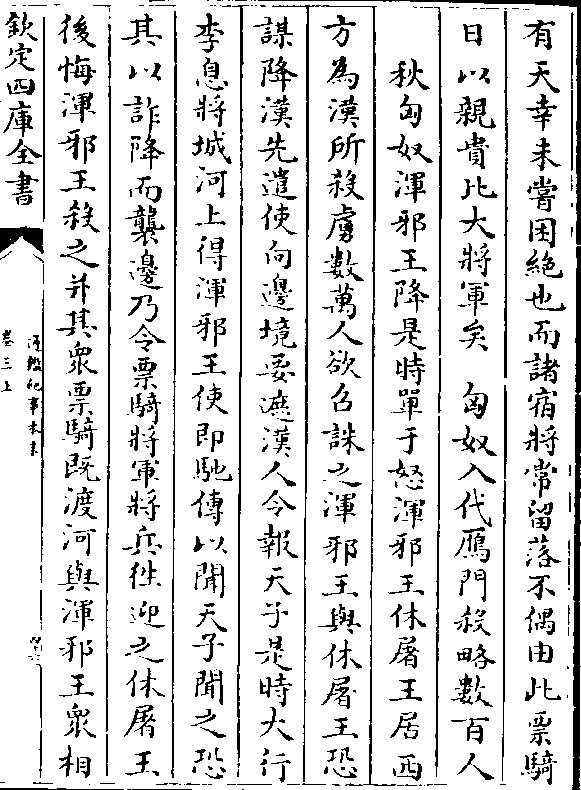 有天幸未嘗困絶也而諸宿將常留落不偶由此票騎
日以親貴比大將軍矣　匈奴入代鴈門殺略數百人
秋匈奴渾邪王降是時單于怒渾邪王休屠王居西
方為漢所殺虜數萬人欲召誅之渾邪王與休屠王恐
謀降漢先遣使向邊境要遮漢人令報天子是時大行
李息將城河上得渾邪王使即馳傳以聞天子聞之恐
其以詐降而襲邊乃令票騎將軍將兵往迎之休屠王
後悔渾邪王殺之并其衆票騎既渡河與渾邪王衆相
欽定四庫全書
通鑑紀事本末
卷三上